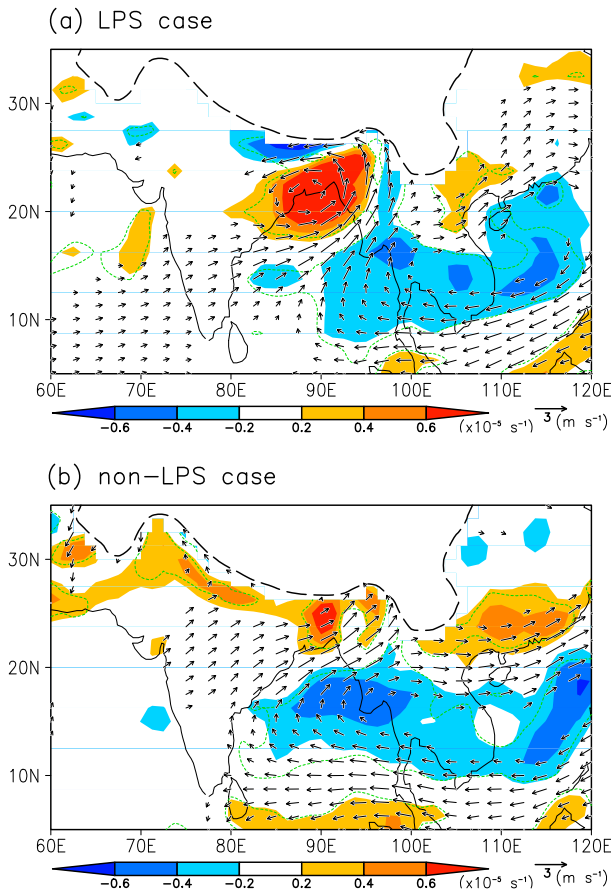 (a) LPS case
30N
20N
10N
60E 70E 80E 90E 100E 110E 120E
−0.6 −0.4 −0.2 0.2 0.4 0.6 (x10⁻⁵ s⁻¹) 3 (m s⁻¹)
(b) non−LPS case
30N
20N
10N
60E 70E 80E 90E 100E 110E 120E
−0.6 −0.4 −0.2 0.2 0.4 0.6 (x10⁻⁵ s⁻¹) 3 (m s⁻¹)